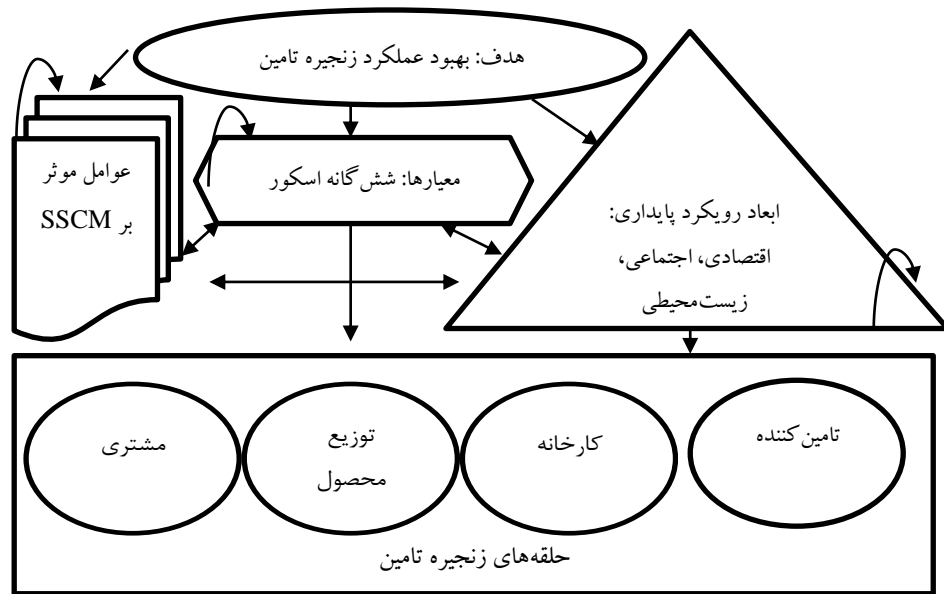 هدف: بهبود عملکرد زنجیره تامین
معیارها: شش‌گانه اسکور
عوامل موثر
بر SSCM
ابعاد رویکرد پایداری:
اقتصادی، اجتماعی،
زیست‌محیطی
تامین‌کننده
کارخانه
توزیع
محصول
مشتری
حلقه‌های زنجیره تامین